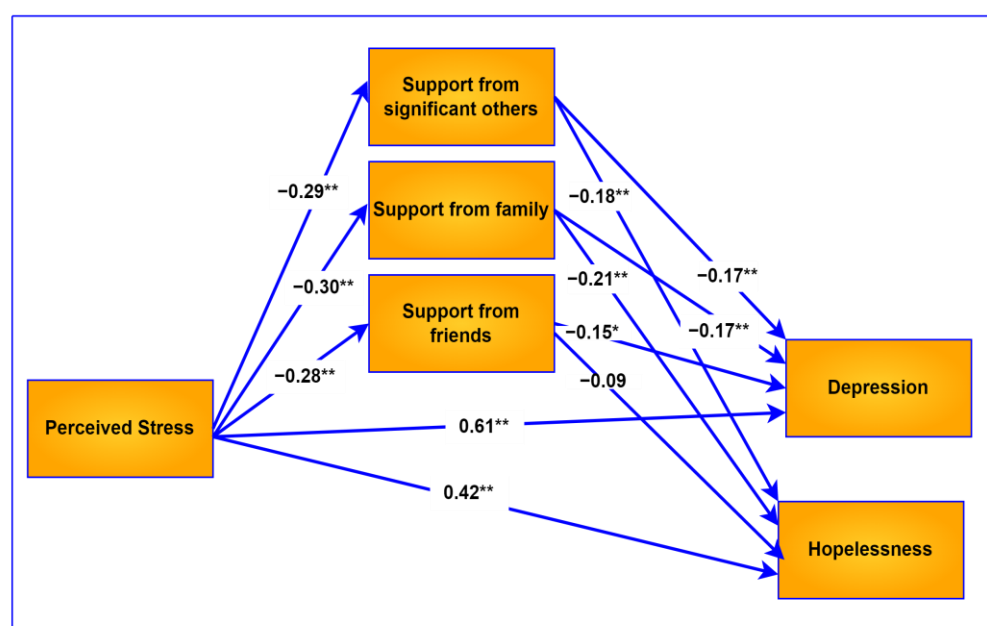 Support from
significant others
−0.29**
−0.18**
Support from family
−0.17**
−0.30**
−0.21**
Support from
friends
−0.15*
−0.17**
−0.28**
−0.09
Depression
Perceived Stress
0.61**
0.42**
Hopelessness